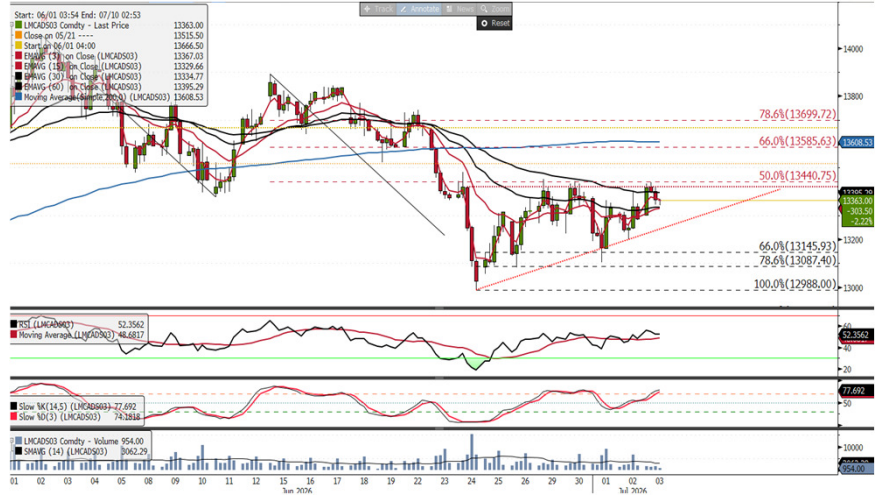 + Track
Annotate
News
Zoom
Reset
Start: 06/01 03:54 End: 07/10 02:53
LMCADS03 Comdty - Last Price 13363.00
Close on 05/21 ---- 13515.50
Start on 06/01 04:00 13666.50
EMAVG (3) on Close (LMCADS03) 13367.03
EMAVG (15) on Close (LMCADS03) 13329.66
EMAVG (30) on Close (LMCADS03) 13334.77
EMAVG (60) on Close (LMCADS03) 13395.29
Moving Average(Simple,200,0) (LMCADS03) 13608.53
14000
13800
78.6%(13699.72)
66.0%(13585.63)
13608.53
50.0%(13440.75)
13395.29
13363.00
-303.50
-2.22%
13200
66.0%(13145.93)
78.6%(13087.40)
100.0%(12988.00)
13000
RSI (LMCADS03) 52.3562
Moving Average (LMCADS03) 48.6817
60
52.3562
40
20
Slow %K(14,5) (LMCADS03) 77.692
Slow %D(3) (LMCADS03) 74.1818
77.692
50
0
LMCADS03 Comdty - Volume 954.00
SMAVG (14) (LMCADS03) 3062.29
10000
954.00
02 03 04 05 08 09 10 11 12 15 16 17 18 19 22 23 24 25 26 29 30 01 02 03
Jun 2026
Jul 2026